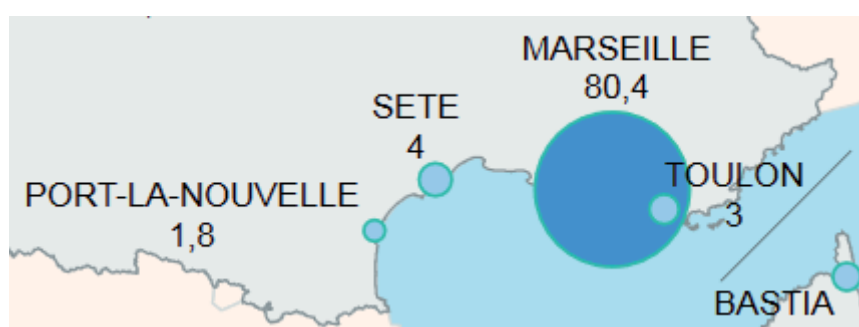 MARSEILLE
80,4
SETE
4
TOULON
3
PORT-LA-NOUVELLE
1,8
BASTIA